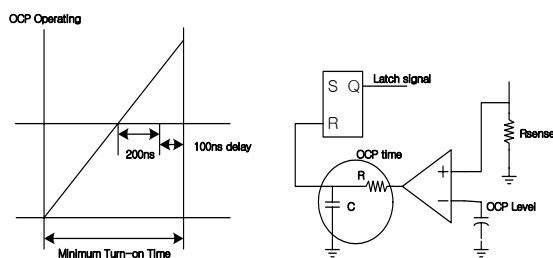 OCP Operating
200ns
100ns delay
Minimum Turn-on Time
S Q
Latch signal
R
OCP time
R
C
+
-
Rsense
OCP Level